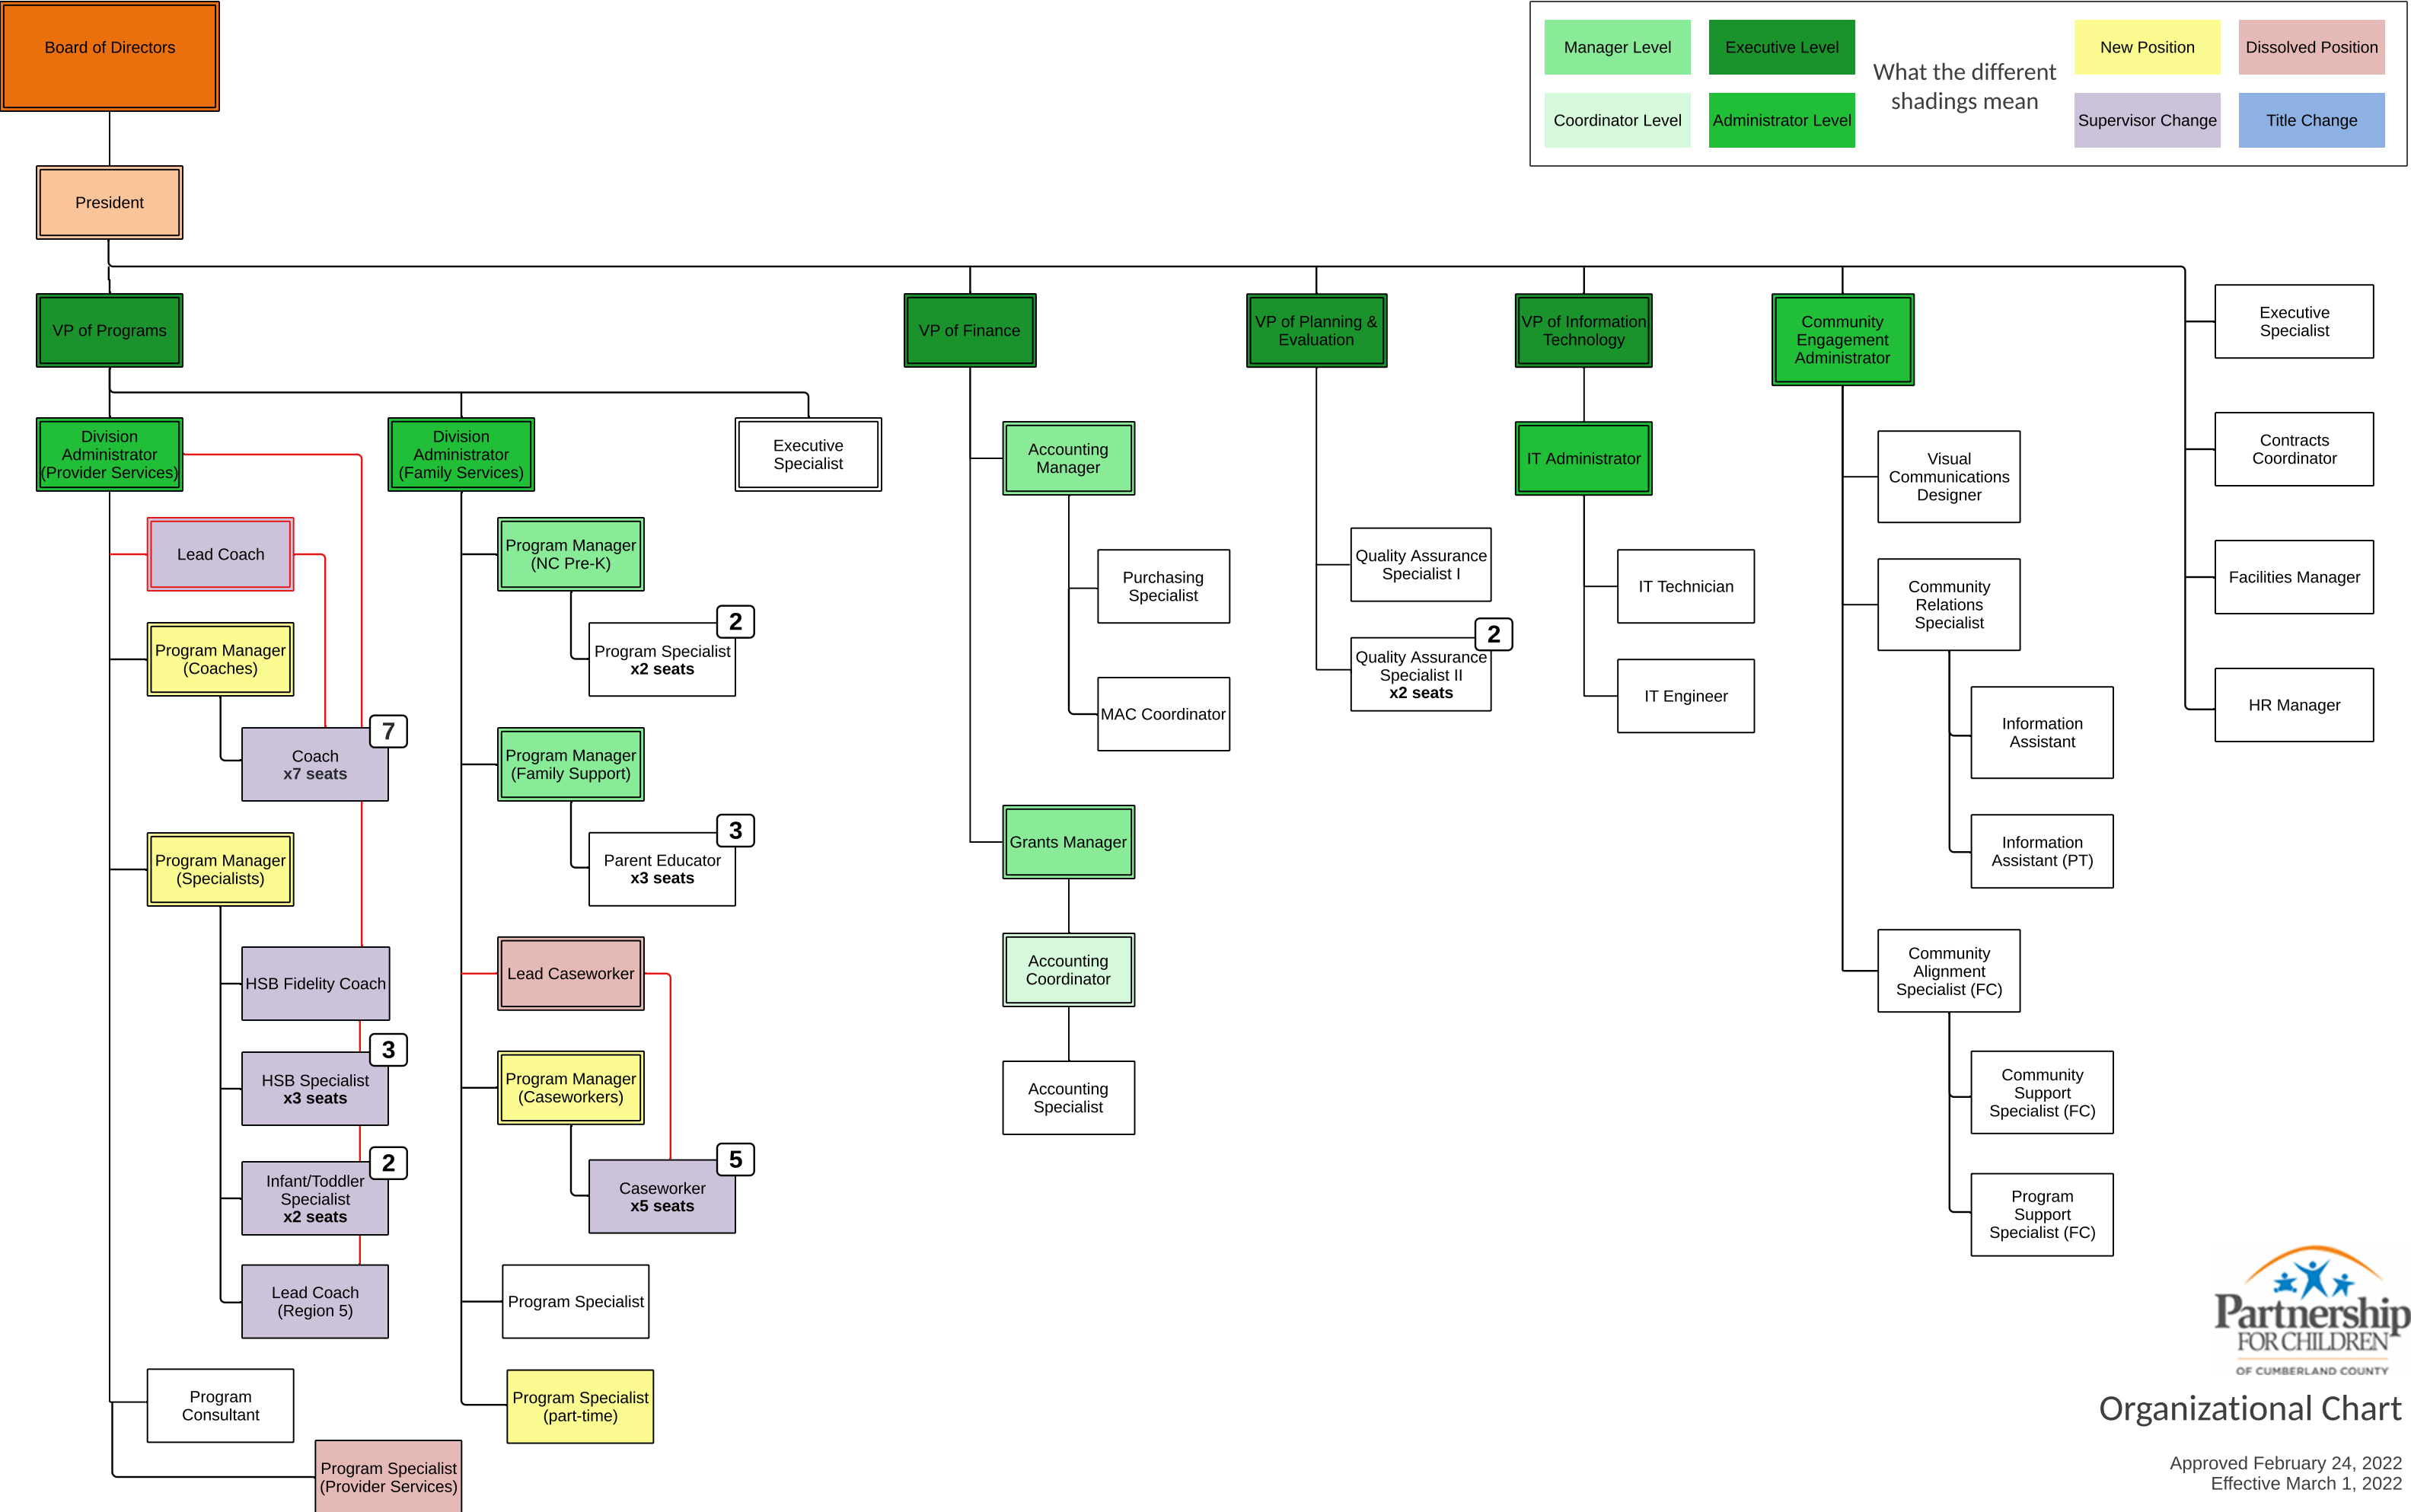 Board of Directors
Manager Level
Executive Level
New Position
Dissolved Position
What the different
shadings mean
Coordinator Level
Administrator Level
Supervisor Change
Title Change
President
VP of Programs
VP of Finance
VP of Planning &
Evaluation
VP of Information
Technology
Community
Engagement
Administrator
Executive
Specialist
Division
Administrator
(Provider Services)
Division
Administrator
(Family Services)
Executive
Specialist
Accounting
Manager
IT Administrator
Visual
Communications
Designer
Contracts
Coordinator
Lead Coach
Program Manager
(NC Pre-K)
Purchasing
Specialist
Quality Assurance
Specialist I
IT Technician
Community
Relations
Specialist
Facilities Manager
Program Manager
(Coaches)
2
Program Specialist
x2 seats
MAC Coordinator
2
Quality Assurance
Specialist II
x2 seats
IT Engineer
Information
Assistant
HR Manager
7
Coach
x7 seats
Program Manager
(Family Support)
Program Manager
(Specialists)
3
Parent Educator
x3 seats
Grants Manager
Information
Assistant (PT)
HSB Fidelity Coach
Lead Caseworker
Accounting
Coordinator
Community
Alignment
Specialist (FC)
3
HSB Specialist
x3 seats
Program Manager
(Caseworkers)
Accounting
Specialist
Community
Support
Specialist (FC)
2
Infant/Toddler
Specialist
x2 seats
5
Caseworker
x5 seats
Program
Support
Specialist (FC)
Lead Coach
(Region 5)
Program Specialist
Program
Consultant
Program Specialist
(part-time)
Program Specialist
(Provider Services)
Partnership
FOR CHILDREN
OF CUMBERLAND COUNTY
Organizational Chart
Approved February 24, 2022
Effective March 1, 2022